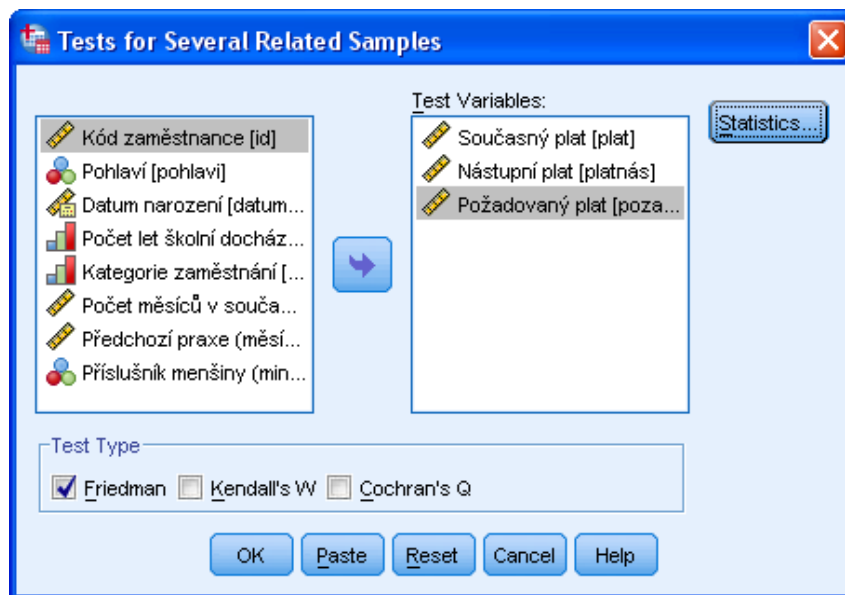 Tests for Several Related Samples
Kód zaměstnance [id]
Pohlaví [pohlavi]
Datum narození [datum...
Počet let školní docház...
Kategorie zaměstnání [...
Počet měsíců v souča...
Předchozí praxe (měsí...
Příslušník menšiny (min...
Test Variables:
Současný plat [plat]
Nástupní plat [platnás]
Požadovaný plat [poza...
Statistics...
Test Type
Friedman Kendall's W Cochran's Q
OK Paste Reset Cancel Help